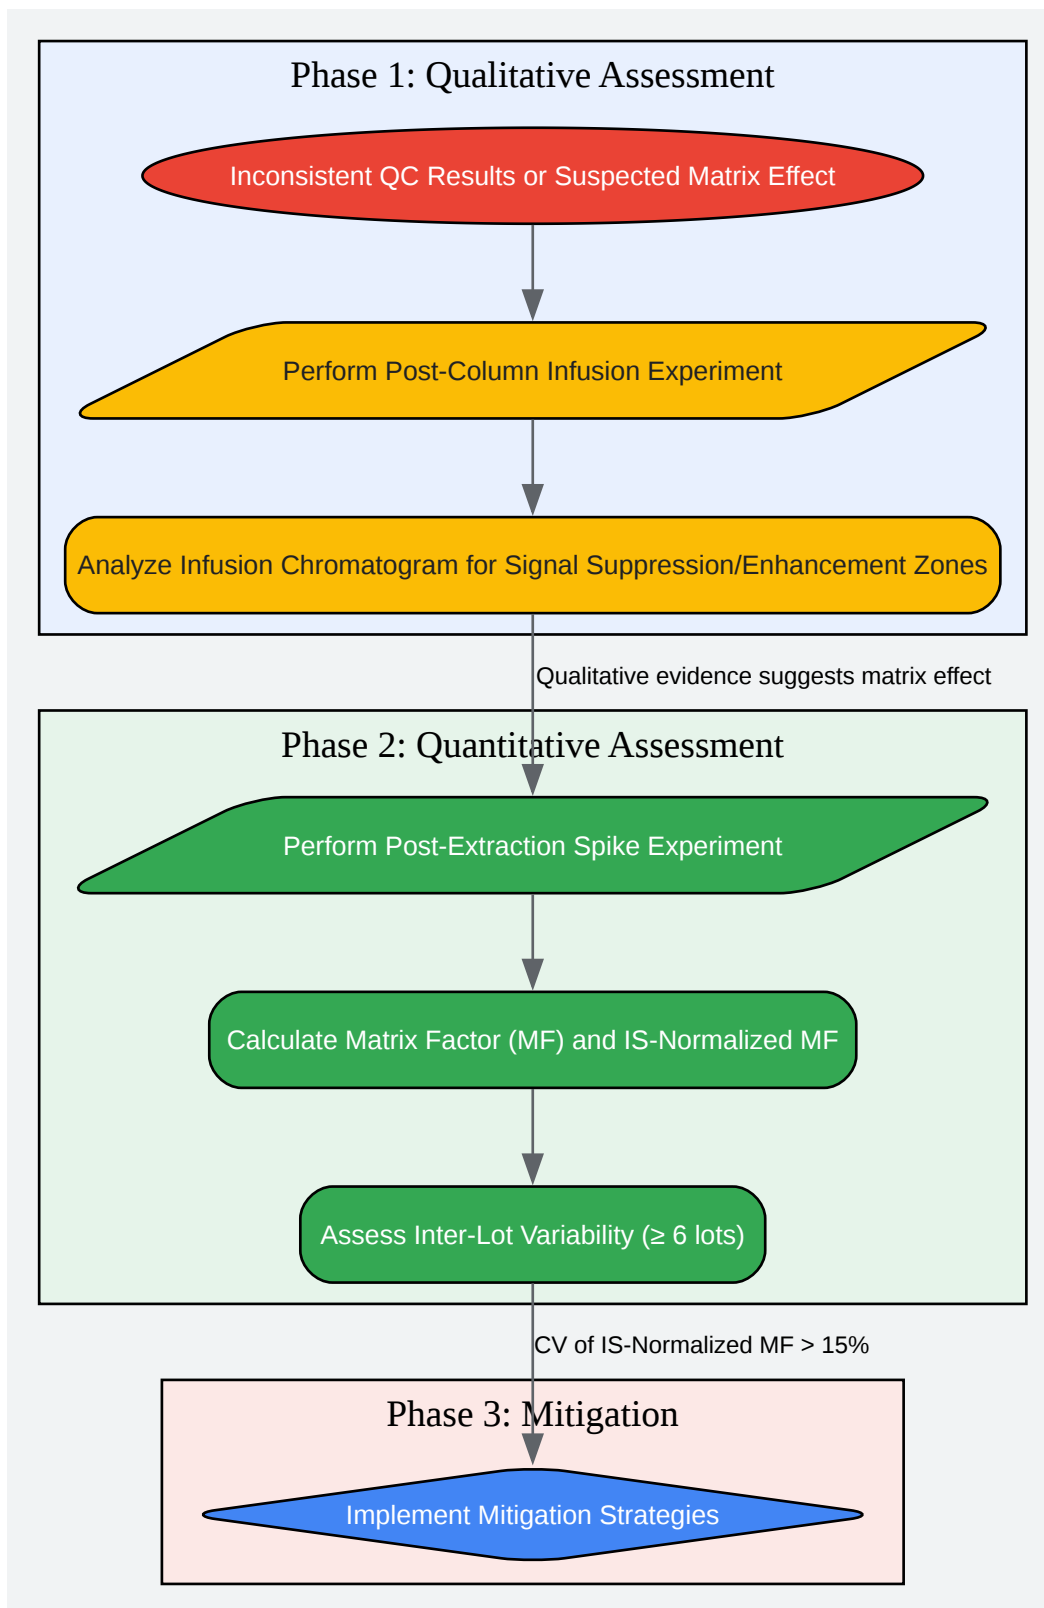 Phase 1: Qualitative Assessment
Inconsistent QC Results or Suspected Matrix Effect
Perform Post-Column Infusion Experiment
Analyze Infusion Chromatogram for Signal Suppression/Enhancement Zones
Qualitative evidence suggests matrix effect
Phase 2: Quantitative Assessment
Perform Post-Extraction Spike Experiment
Calculate Matrix Factor (MF) and IS-Normalized MF
Assess Inter-Lot Variability (≥ 6 lots)
CV of IS-Normalized MF > 15%
Phase 3: Mitigation
Implement Mitigation Strategies